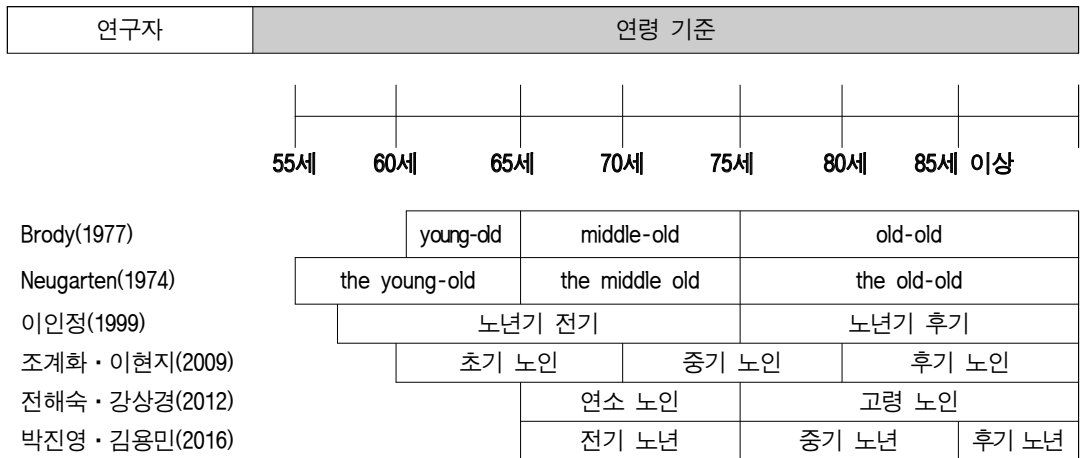 연구자 연령 기준
55세 60세 65세 70세 75세 80세 85세 이상
Brody(1977) young-old middle-old old-old
Neugarten(1974) the young-old the middle old the old-old
이인정(1999) 노년기 전기 노년기 후기
조계화・이현지(2009) 초기 노인 중기 노인 후기 노인
전해숙・강상경(2012) 연소 노인 고령 노인
박진영・김용민(2016) 전기 노년 중기 노년 후기 노년